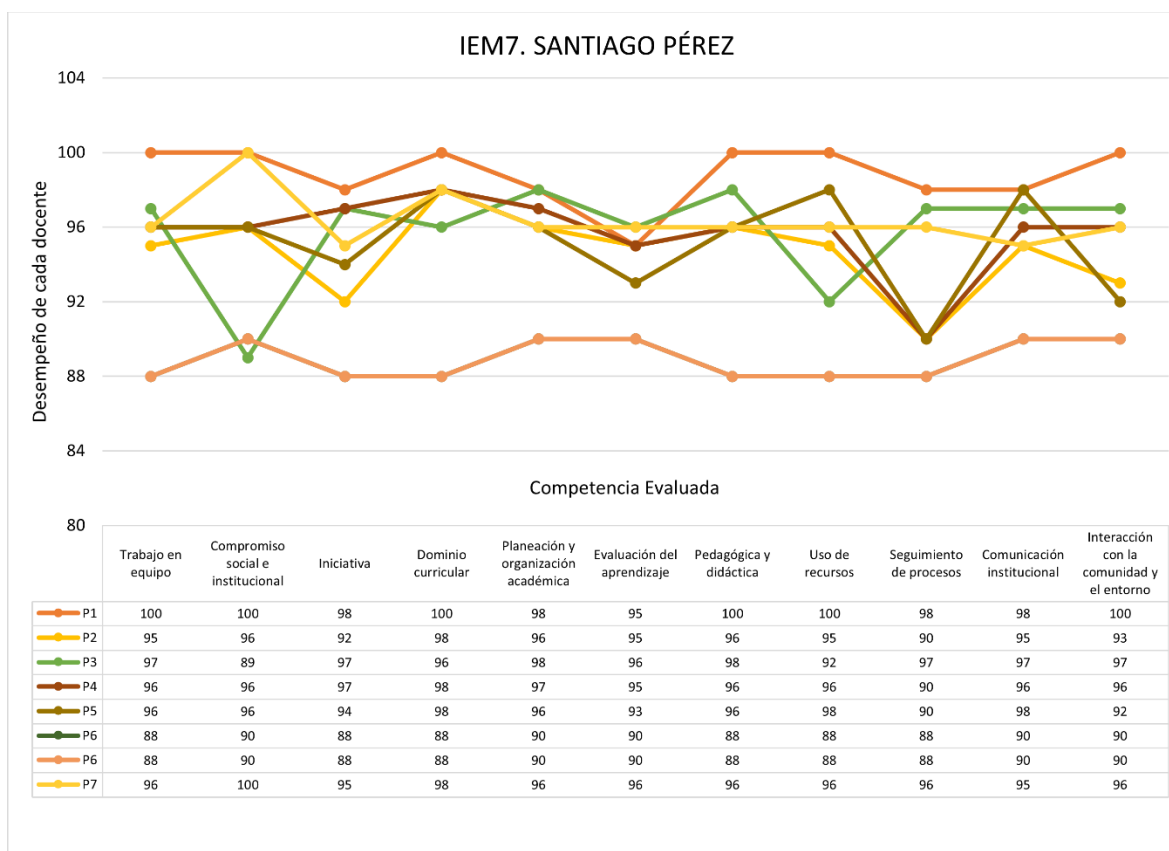 IEM7. SANTIAGO PÉREZ
104
100
96
92
88
84
80
Desempeño de cada docente
Competencia Evaluada
Trabajo en equipo
Compromiso social e institucional
Iniciativa
Dominio curricular
Planeación y organización académica
Evaluación del aprendizaje
Pedagógica y didáctica
Uso de recursos
Seguimiento de procesos
Comunicación institucional
Interacción con la comunidad y el entorno
P1 100 100 98 100 98 95 100 100 98 98 100
P2 95 96 92 98 96 95 96 95 90 95 93
P3 97 89 97 96 98 96 98 92 97 97 97
P4 96 96 97 98 97 95 96 96 90 96 96
P5 96 96 94 98 96 93 96 98 90 98 92
P6 88 90 88 88 90 90 88 88 88 90 90
P6 88 90 88 88 90 90 88 88 88 90 90
P7 96 100 95 98 96 96 96 96 96 95 96